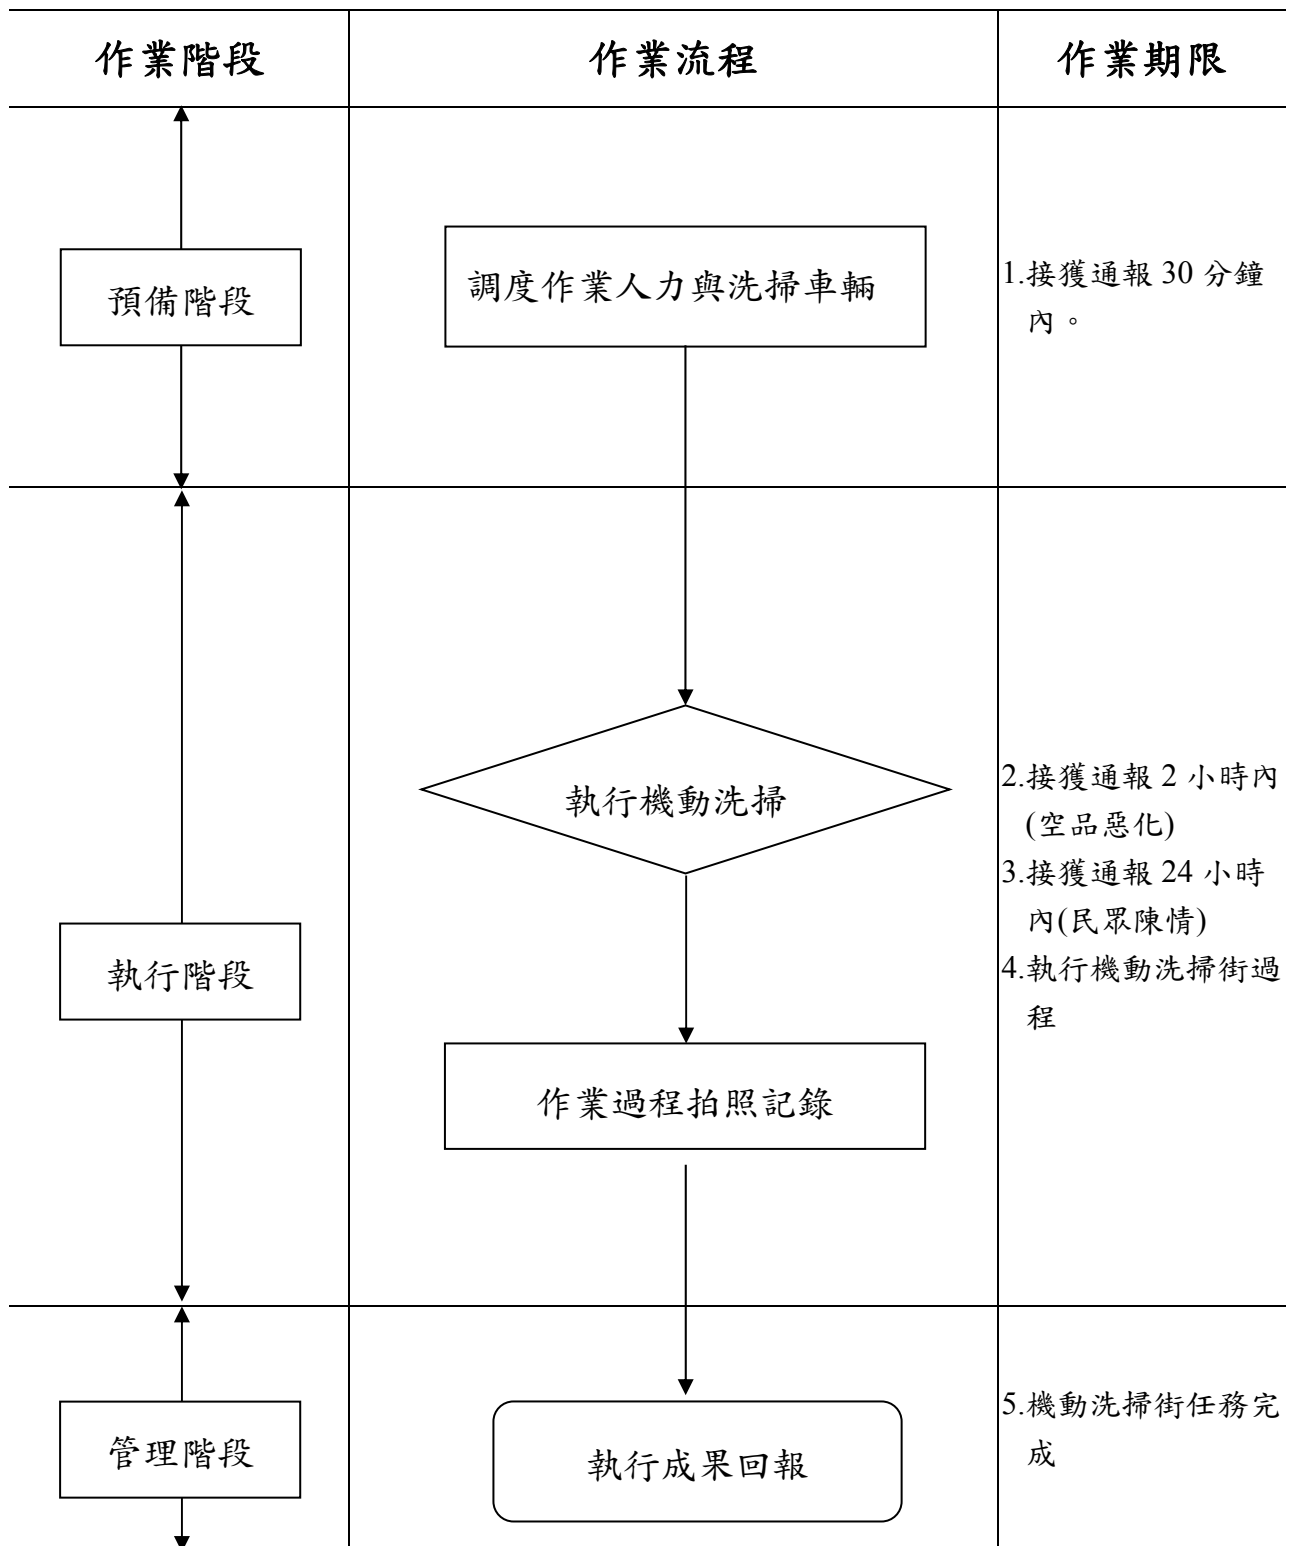 作業階段
作業流程
作業期限
預備階段
調度作業人力與洗掃車輛
1.接獲通報 30 分鐘
內。
執行階段
執行機動洗掃
作業過程拍照記錄
2.接獲通報 2 小時內
(空品惡化)
3.接獲通報 24 小時
內(民眾陳情)
4.執行機動洗掃街過
程
管理階段
執行成果回報
5.機動洗掃街任務完
成